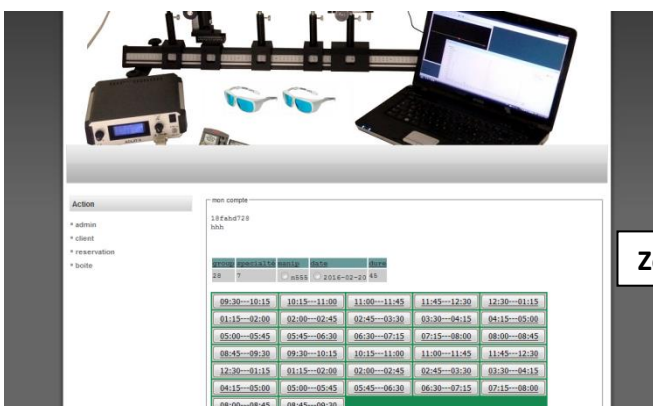 Action
mon compte
18fahd728
bhb
admin
client
reservation
boite
group specialte manip date dure
28 7 n555 2016-02-20 45
09:30---10:15 10:15---11:00 11:00---11:45 11:45---12:30 12:30---01:15
01:15---02:00 02:00---02:45 02:45---03:30 03:30---04:15 04:15---05:00
05:00---05:45 05:45---06:30 06:30---07:15 07:15---08:00 08:00---08:45
08:45---09:30 09:30---10:15 10:15---11:00 11:00---11:45 11:45---12:30
12:30---01:15 01:15---02:00 02:00---02:45 02:45---03:30 03:30---04:15
04:15---05:00 05:00---05:45 05:45---06:30 06:30---07:15 07:15---08:00
08:00---08:45 08:45---09:30